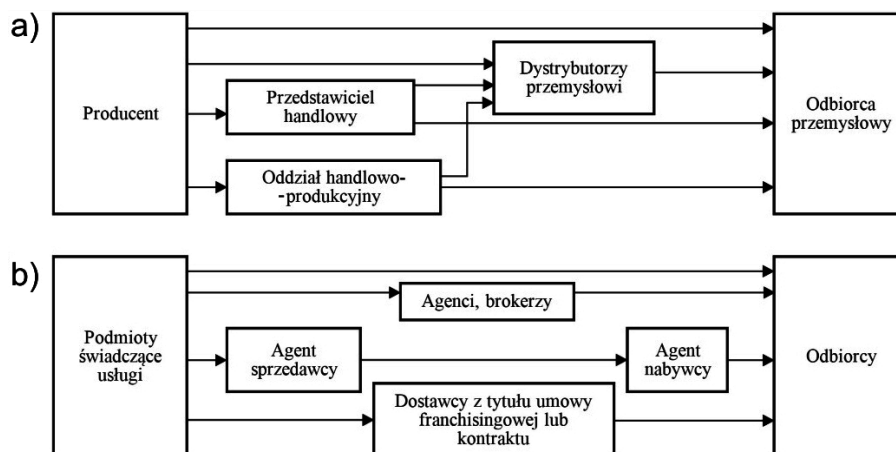 a)
Producent
Przedstawiciel
handlowy
Oddział handlowo-
-produkcyjny
Dystrybutorzy
przemysłowi
Odbiorca
przemysłowy
b)
Podmioty
świadczące
usługi
Agenci, brokerzy
Agent
sprzedawcy
Agent
nabywcy
Dostawcy z tytułu umowy
franchisingowej lub
kontraktu
Odbiorcy